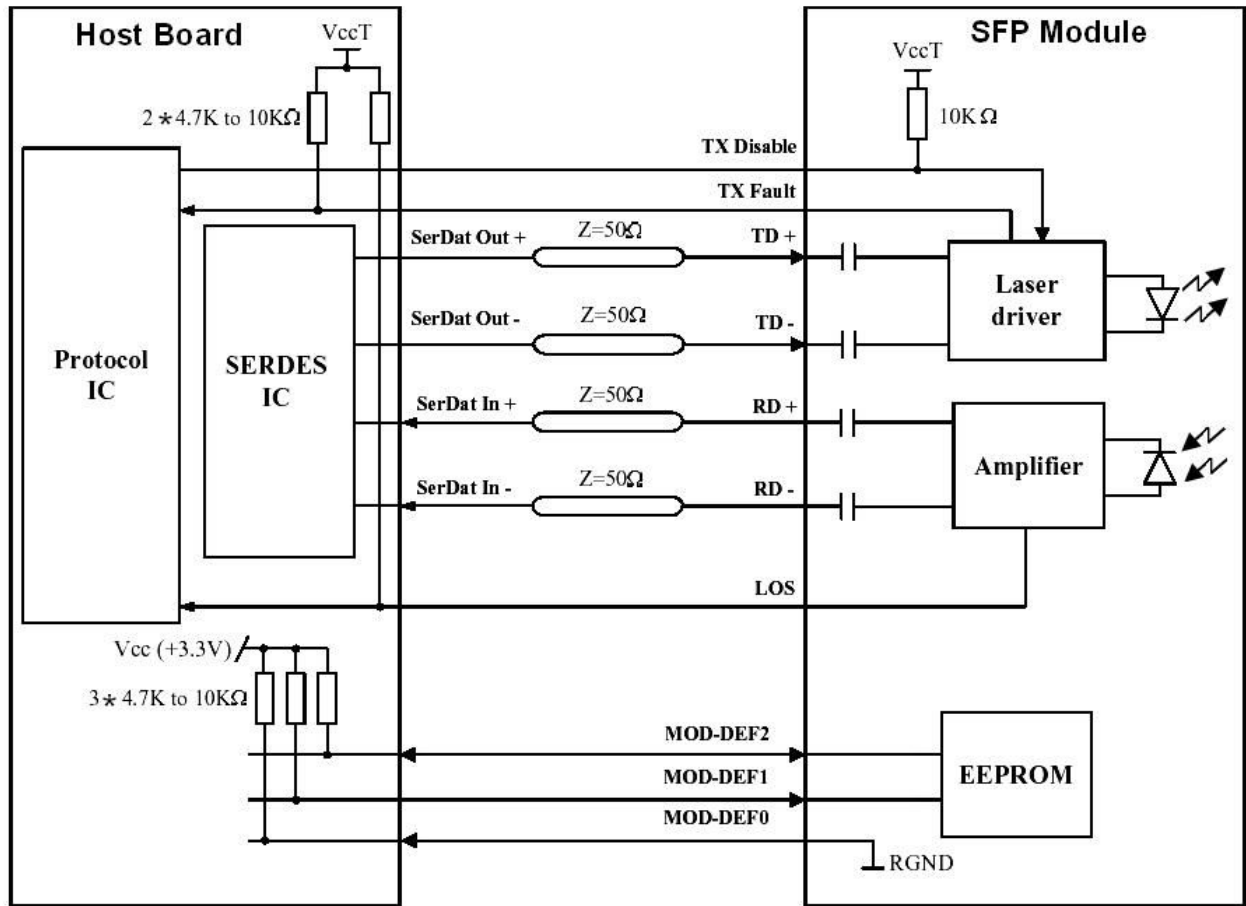 Host Board
SFP Module
VccT
VccT
2 * 4.7K to 10KΩ
10K Ω
TX Disable
TX Fault
SerDat Out +
Z=50Ω
TD +
SerDat Out -
Z=50Ω
TD -
Laser
driver
Protocol
IC
SERDES
IC
SerDat In +
Z=50Ω
RD +
SerDat In -
Z=50Ω
RD -
Amplifier
LOS
Vcc (+3.3V)
3 * 4.7K to 10KΩ
MOD-DEF2
MOD-DEF1
MOD-DEF0
EEPROM
RGND